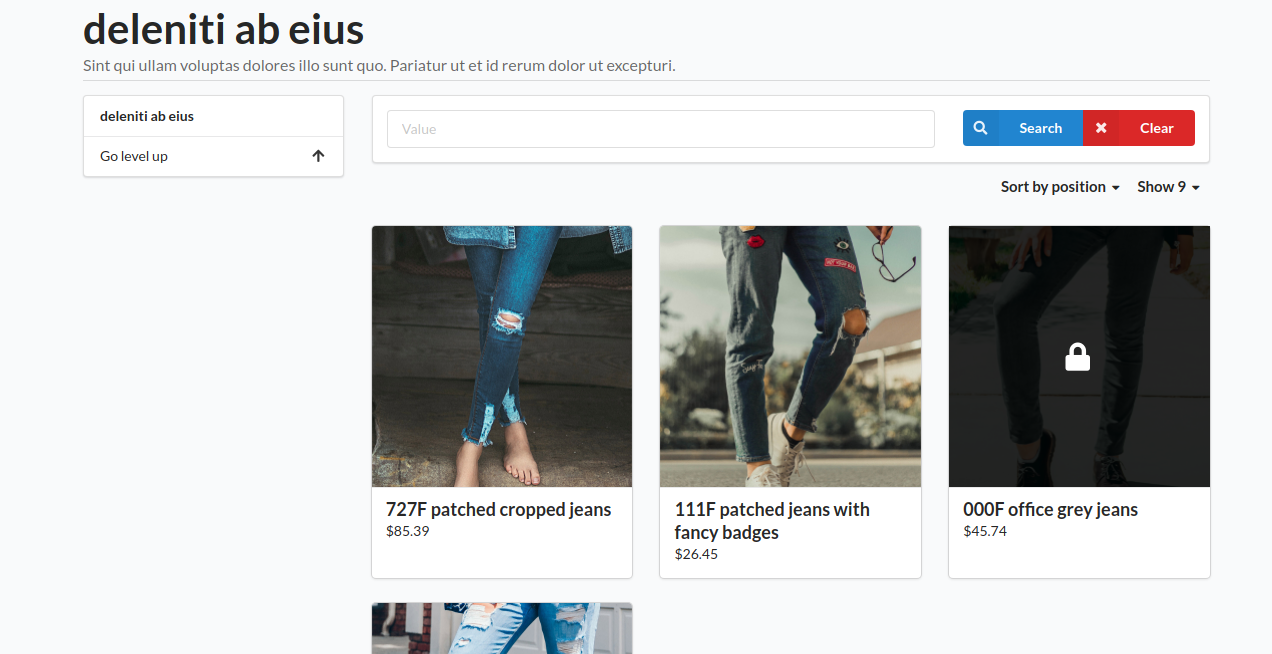 deleniti ab eius
Sint qui ullam voluptas dolores illo sunt quo. Pariatur ut et id rerum dolor ut excepturi.
deleniti ab eius
Go level up
Value
Search
Clear
Sort by position
Show 9
727F patched cropped jeans
$85.39
111F patched jeans with
fancy badges
$26.45
000F office grey jeans
$45.74